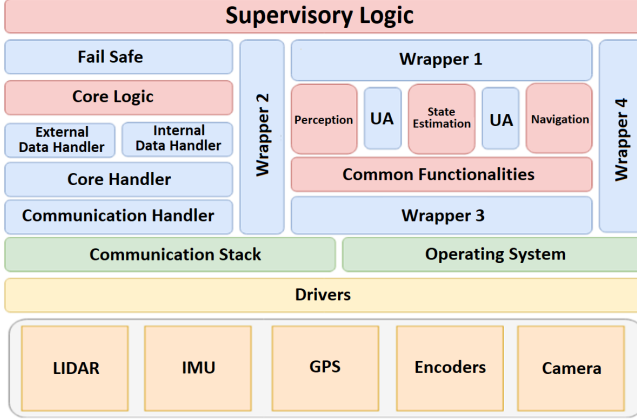 Supervisory Logic
Fail Safe
Core Logic
External
Data Handler
Internal
Data Handler
Core Handler
Communication Handler
Wrapper 2
Wrapper 1
Perception
UA
State
Estimation
UA
Navigation
Common Functionalities
Wrapper 3
Wrapper 4
Communication Stack
Operating System
Drivers
LIDAR
IMU
GPS
Encoders
Camera